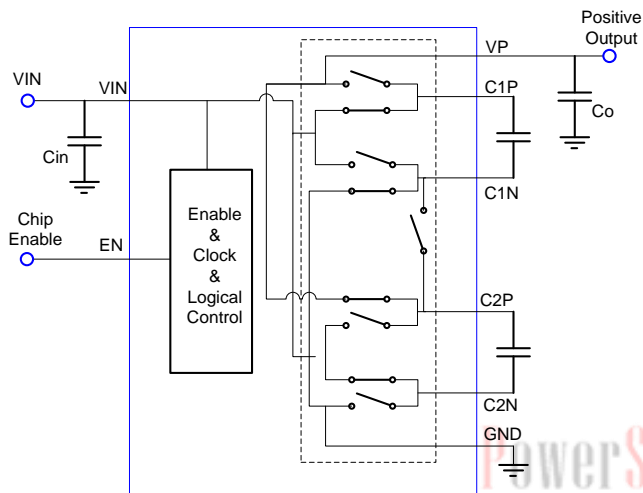 Positive
Output
VP
VIN
VIN
C1P
Co
Cin
C1N
Enable
&
Clock
&
Logical
Control
Chip
Enable
EN
C2P
C2N
GND
PowerS